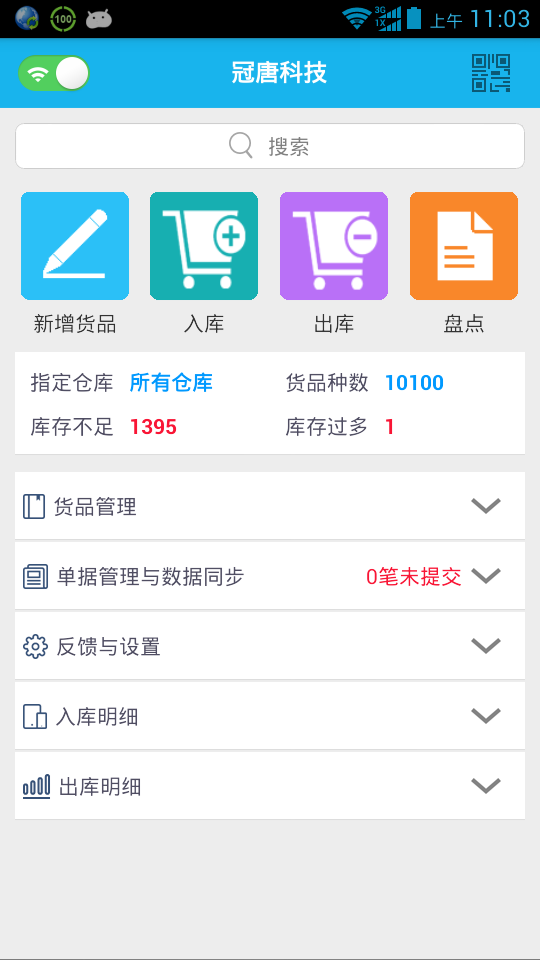 100 3G 1X 上午 11:03
冠唐科技
搜索
新增货品 入库 出库 盘点
指定仓库 所有仓库 货品种数 10100
库存不足 1395 库存过多 1
货品管理
单据管理与数据同步 0笔未提交
反馈与设置
入库明细
出库明细